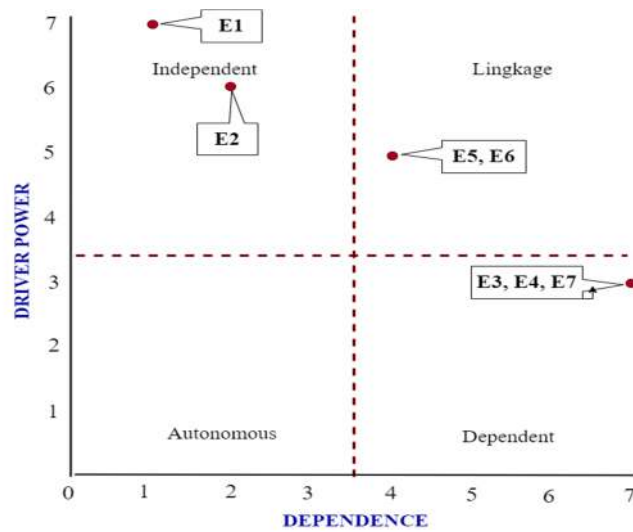 7
E1
Independent
Lingkage
6
E2
5
E5, E6
4
DRIVER POWER
3
E3, E4, E7
2
1
Autonomous
Dependent
0 1 2 3 4 5 6 7
DEPENDENCE